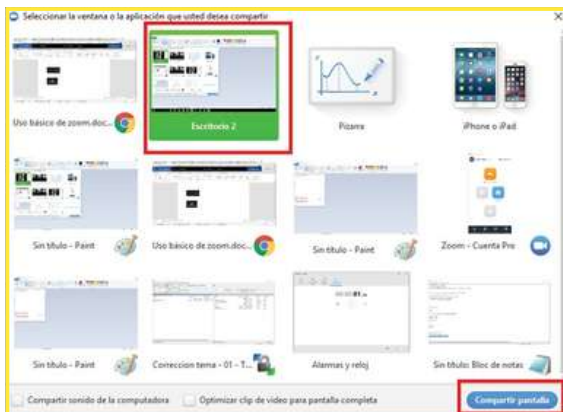 Seleccionar la ventana o la aplicación que usted desea compartir
Uso básico de zoom.doc...
Escritorio 2
Pizarra
iPhone o iPad
Sin título - Paint
Uso básico de zoom.doc...
Sin título - Paint
Zoom - Cuenta Pro
Sin título - Paint
Correccion tema - 01 - T...
Alarmas y reloj
Sin título: Bloc de notas
Compartir sonido de la computadora
Optimizar clip de video para pantalla completa
Compartir pantalla